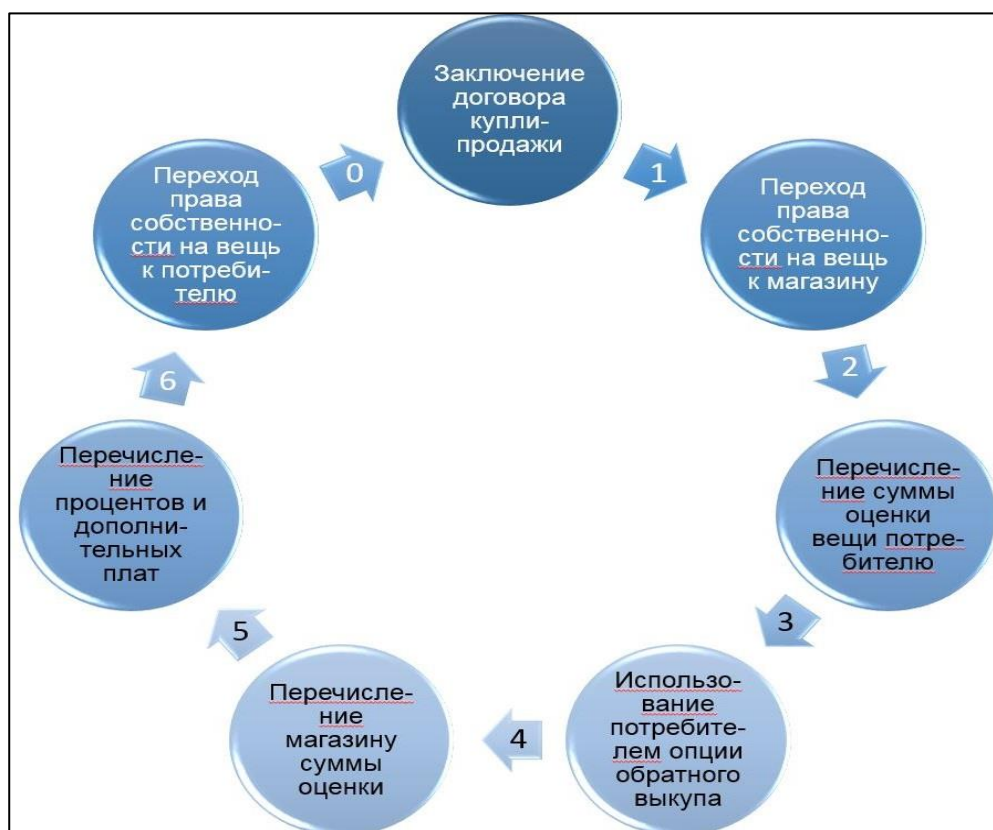 Заключение
договора
купли-
продажи
1
Переход
права
собственно-
сти на вещь
к магазину
2
Перечисле-
ние суммы
оценки
вещи потре-
бителю
3
Использо-
вание
потребите-
лем опции
обратного
выкупа
4
Перечисле-
ние
магазину
суммы
оценки
5
Перечисле-
ние
процентов и
дополни-
тельных
плат
6
Переход
права
собственно-
сти на вещь
к потреби-
телю
0